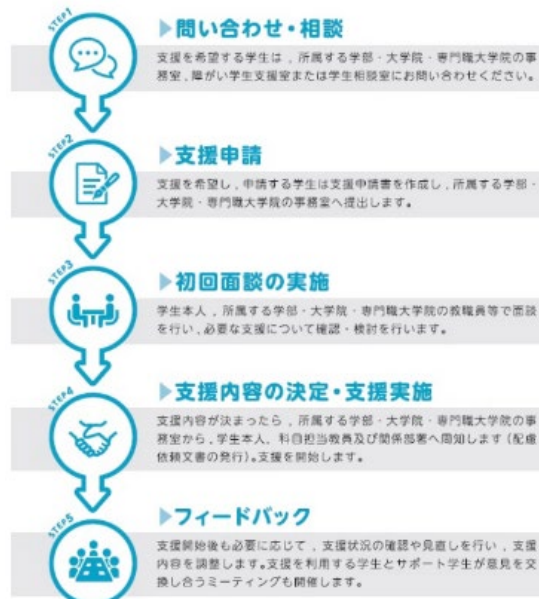 STEP1
▶問い合わせ・相談
支援を希望する学生は，所属する学部・大学院・専門職大学院の事
務室，障がい学生支援室または学生相談室にお問い合わせください。
STEP2
▶支援申請
支援を希望し，申請する学生は支援申請書を作成し，所属する学部・
大学院・専門職大学院の事務室へ提出します。
STEP3
▶初回面談の実施
学生本人，所属する学部・大学院・専門職大学院の教職員等で面談
を行い，必要な支援について確認・検討を行います。
STEP4
▶支援内容の決定・支援実施
支援内容が決まったら，所属する学部・大学院・専門職大学院の事
務室から，学生本人、科目担当教員及び関係部署へ周知します（配慮
依頼文書の発行）。支援を開始します。
STEP5
▶フィードバック
支援開始後も必要に応じて，支援状況の確認や見直しを行い，支援
内容を調整します。支援を利用する学生とサポート学生が意見を交
換し合うミーティングも開催します。